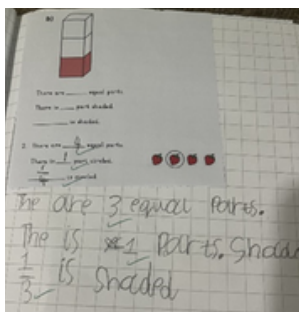 B)
There are ___ equal parts.
There is ___ part shaded.
___ is shaded.
2. There are 4 equal parts.
There is 1 part circled.
1/4 is circled
The are 3 equal Parts.
The is 1 Parts. Shade
1/3 is Shaded